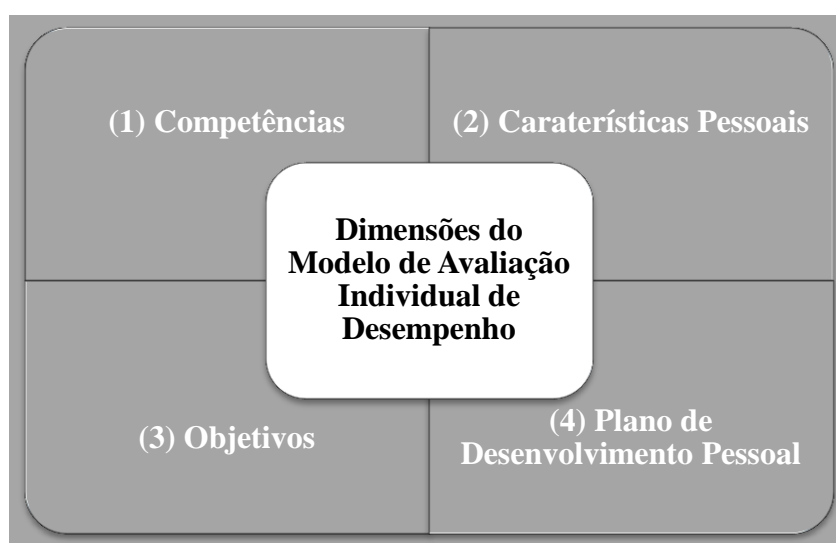 (1) Competências
(2) Caraterísticas Pessoais
Dimensões do
Modelo de Avaliação
Individual de
Desempenho
(3) Objetivos
(4) Plano de
Desenvolvimento Pessoal